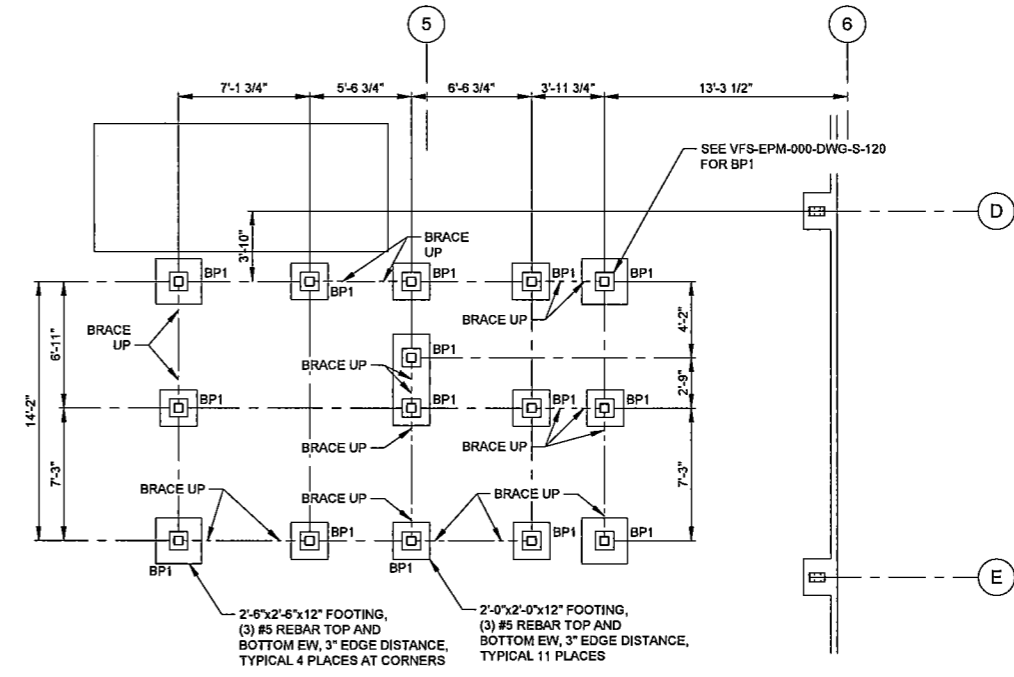 5
6
7'-1 3/4"
5'-6 3/4"
6'-6 3/4"
3'-11 3/4"
13'-3 1/2"
SEE VFS-EPM-000-DWG-S-120
FOR BP1
D
3'-10"
BRACE
UP
BP1
BP1
BP1
BP1
BP1
BRACE UP
BRACE
UP
6'-11"
14'-2"
4'-2"
BP1
BRACE UP
2'-9"
BP1
BP1
BP1
BP1
BRACE UP
BRACE UP
7'-3"
7'-3"
BRACE UP
BRACE UP
BRACE UP
BP1
BP1
BP1
BP1
BP1
E
2'-6"x2'-6"x12" FOOTING,
(3) #5 REBAR TOP AND
BOTTOM EW, 3" EDGE DISTANCE,
TYPICAL 4 PLACES AT CORNERS
2'-0"x2'-0"x12" FOOTING,
(3) #5 REBAR TOP AND
BOTTOM EW, 3" EDGE DISTANCE,
TYPICAL 11 PLACES